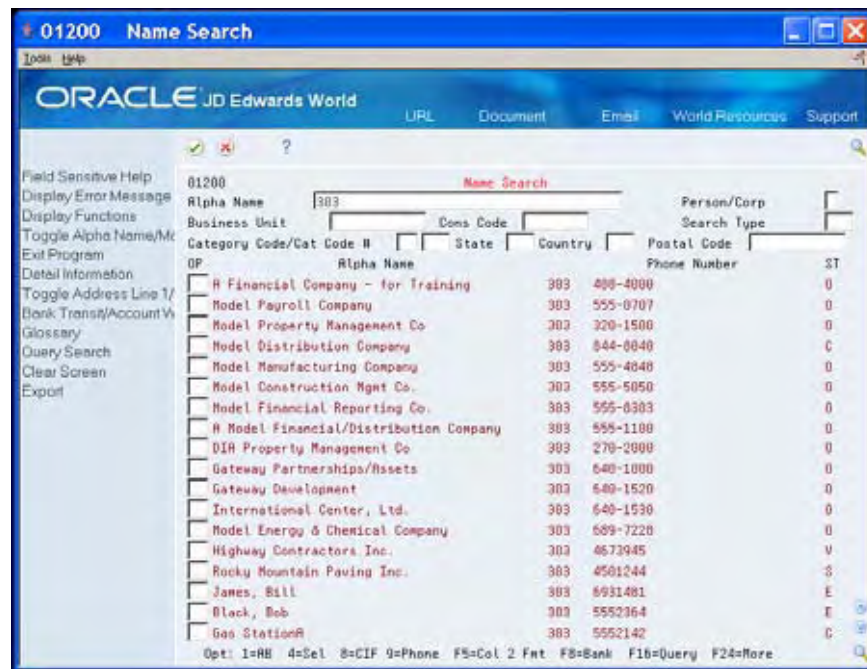 01200 Name Search
Tools Help
ORACLE JD Edwards World
URL Document Email World Resources Support
?
Field Sensitive Help
Display Error Message
Display Functions
Toggle Alpha Name/Mc
Exit Program
Detail Information
Toggle Address Line 1/
Bank Transit/Account W
Glossary
Query Search
Clear Screen
Export
01200 Name Search
Alpha Name 303 Person/Corp
Business Unit Cons Code Search Type
Category Code/Cat Code # State Country Postal Code
OP Alpha Name Phone Number ST
A Financial Company - for Training 303 400-4000 O
Model Payroll Company 303 555-0707 O
Model Property Management Co 303 320-1500 O
Model Distribution Company 303 844-0040 C
Model Manufacturing Company 303 555-4040 O
Model Construction Mgmt Co. 303 555-5050 O
Model Financial Reporting Co. 303 555-0303 O
A Model Financial/Distribution Company 303 555-1100 O
DIA Property Management Co 303 270-2000 O
Gateway Partnerships/Assets 303 640-1000 O
Gateway Development 303 640-1520 O
International Center, Ltd. 303 640-1530 O
Model Energy & Chemical Company 303 689-7220 O
Highway Contractors Inc. 303 4673945 V
Rocky Mountain Paving Inc. 303 4501244 S
James, Bill 303 6931481 E
Black, Bob 303 5552364 E
Gas StationA 303 5552142 C
Opt: 1=AB 4=Sel 8=CIF 9=Phone F5=Col 2 Fmt F8=Bank F16=Query F24=More